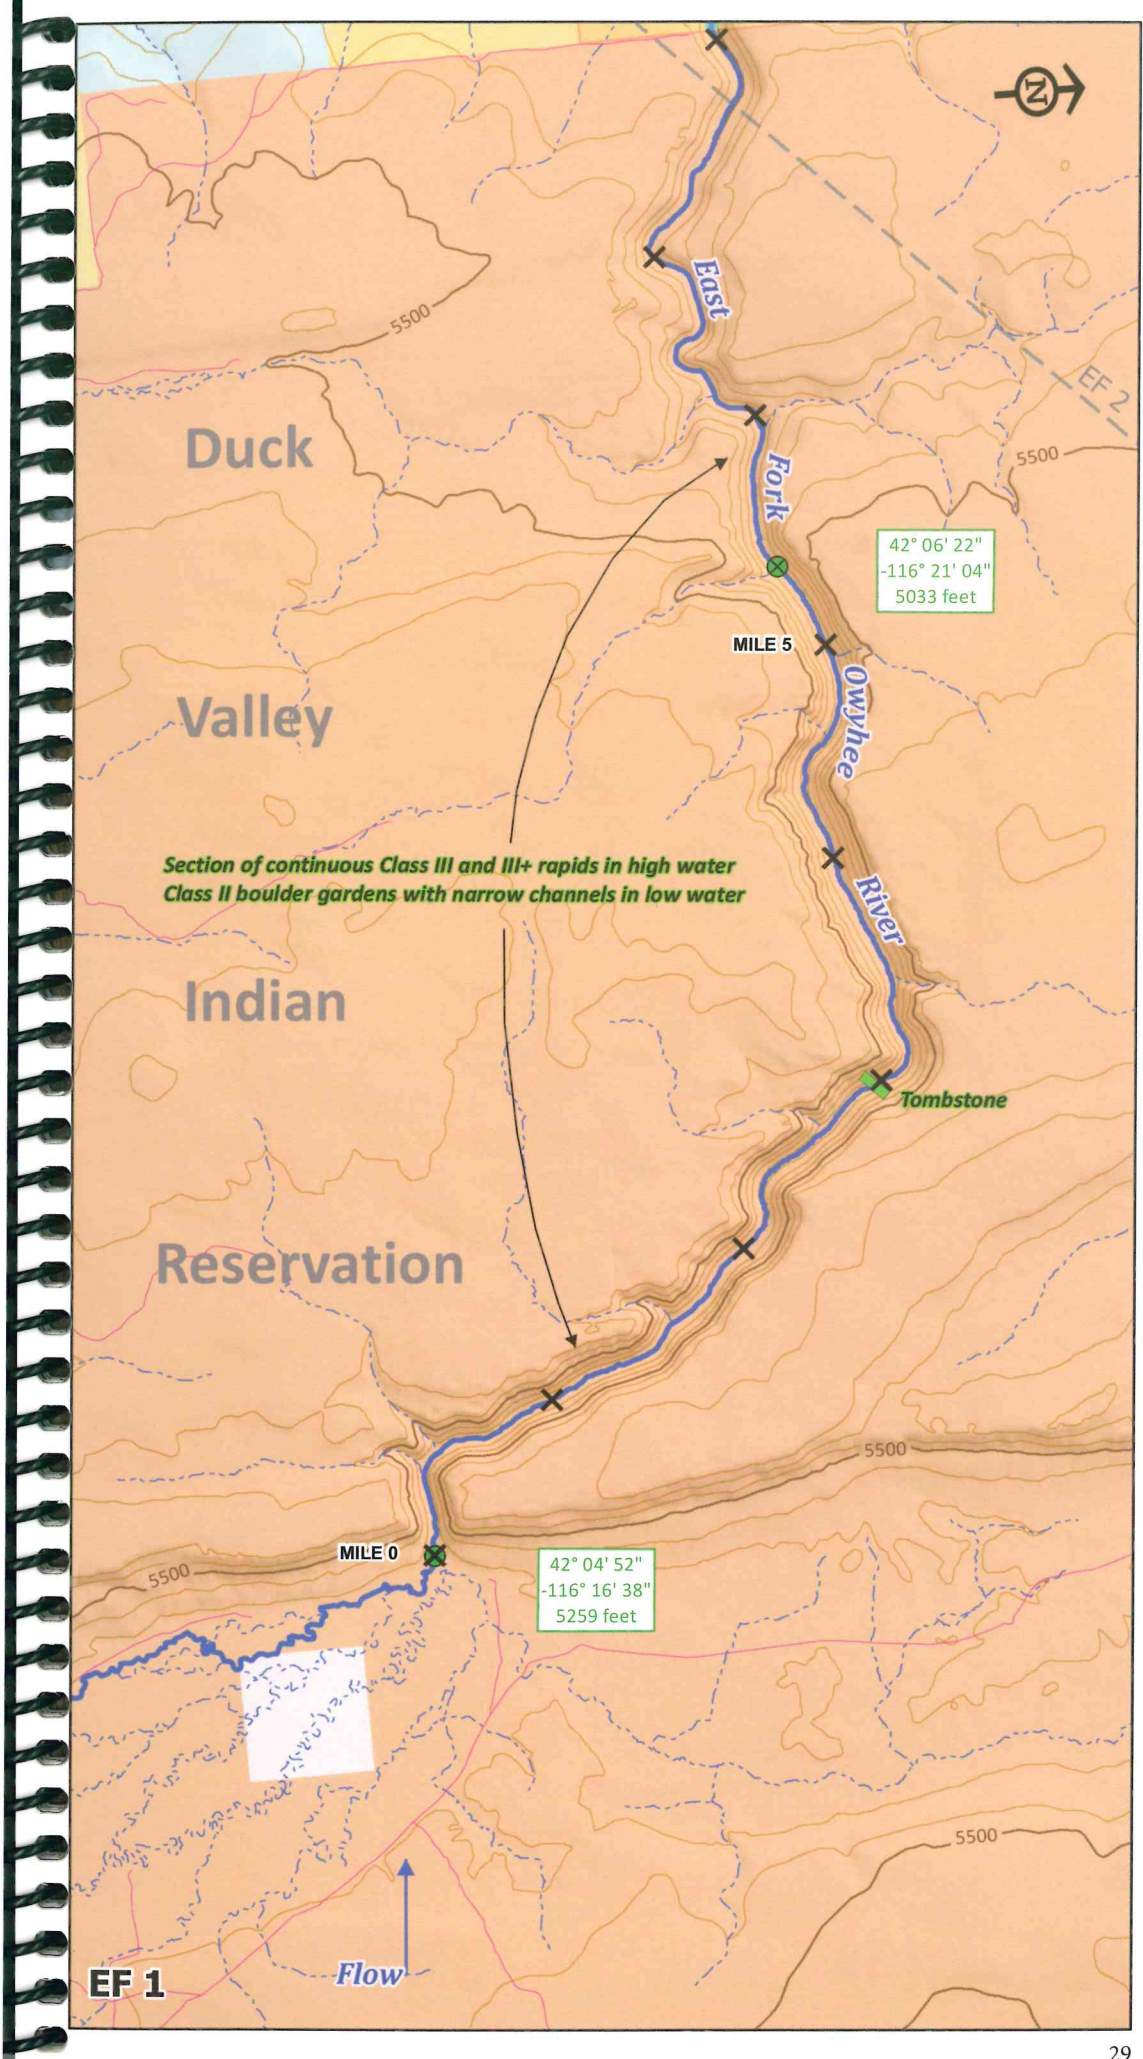 N
East
5500
EF 2
Duck
5500
Fork
42° 06' 22"
-116° 21' 04"
5033 feet
MILE 5
Owyhee
Valley
Section of continuous Class III and III+ rapids in high water
Class II boulder gardens with narrow channels in low water
River
Indian
Tombstone
Reservation
5500
MILE 0
42° 04' 52"
-116° 16' 38"
5259 feet
5500
5500
Flow
EF 1
29